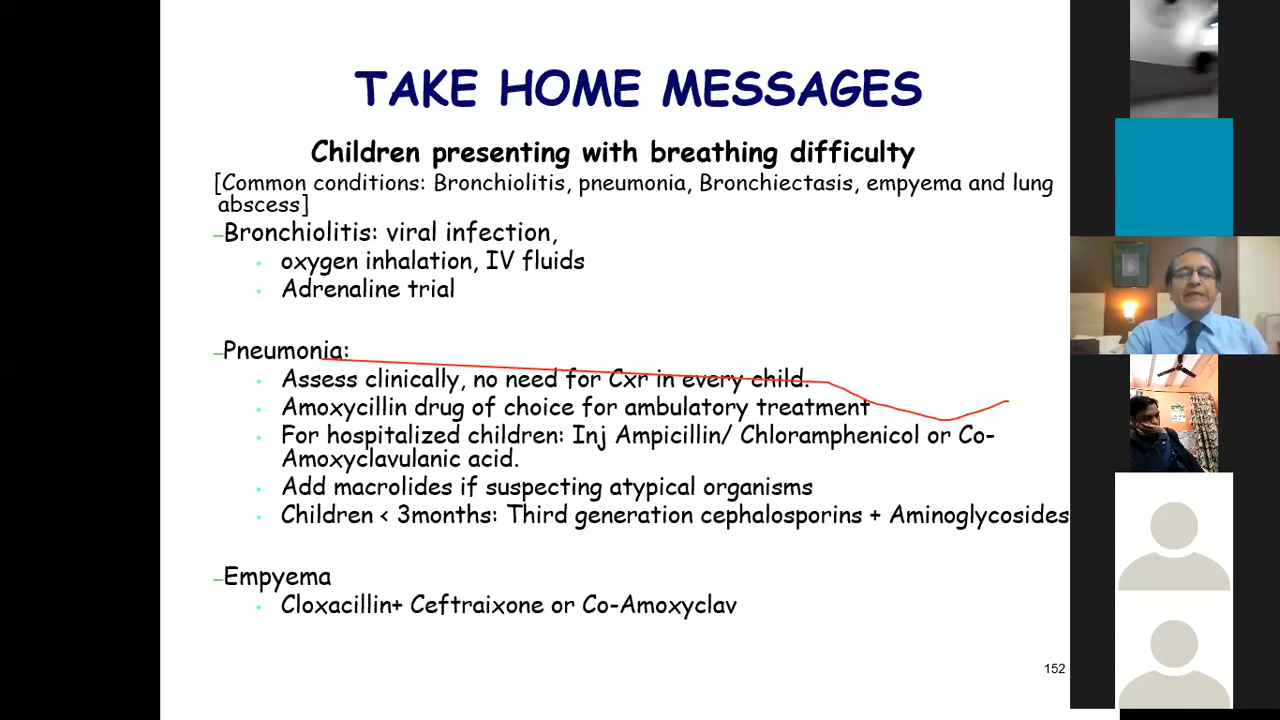 TAKE HOME MESSAGES
Children presenting with breathing difficulty
[Common conditions: Bronchiolitis, pneumonia, Bronchiectasis, empyema and lung
abscess]
–Bronchiolitis: viral infection,
• oxygen inhalation, IV fluids
• Adrenaline trial
–Pneumonia:
• Assess clinically, no need for Cxr in every child.
• Amoxycillin drug of choice for ambulatory treatment
• For hospitalized children: Inj Ampicillin/ Chloramphenicol or Co-
Amoxyclavulanic acid.
• Add macrolides if suspecting atypical organisms
• Children < 3months: Third generation cephalosporins + Aminoglycosides
–Empyema
• Cloxacillin+ Ceftraixone or Co-Amoxyclav
152